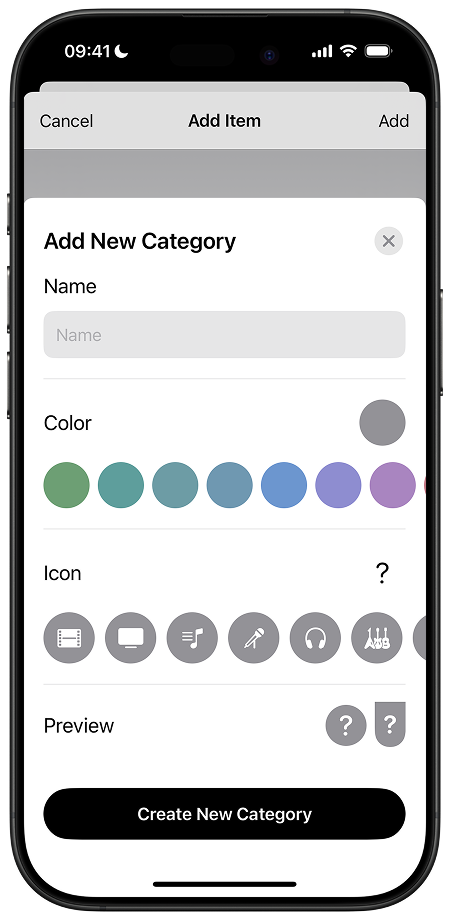 09:41
Cancel Add Item Add
Add New Category
Name
Name
Color
Icon ?
Preview ? ?
Create New Category